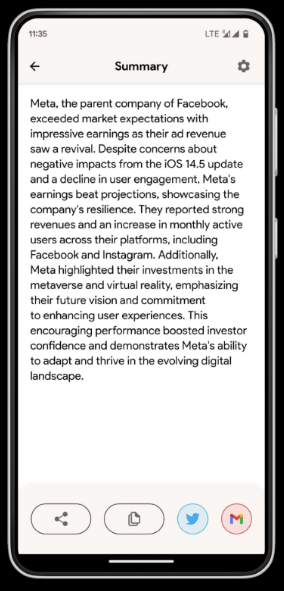 11:35
LTE
Summary
Meta, the parent company of Facebook,
exceeded market expectations with
impressive earnings as their ad revenue
saw a revival. Despite concerns about
negative impacts from the iOS 14.5 update
and a decline in user engagement, Meta's
earnings beat projections, showcasing the
company's resilience. They reported strong
revenues and an increase in monthly active
users across their platforms, including
Facebook and Instagram. Additionally,
Meta highlighted their investments in the
metaverse and virtual reality, emphasizing
their future vision and commitment
to enhancing user experiences. This
encouraging performance boosted investor
confidence and demonstrates Meta's ability
to adapt and thrive in the evolving digital
landscape.